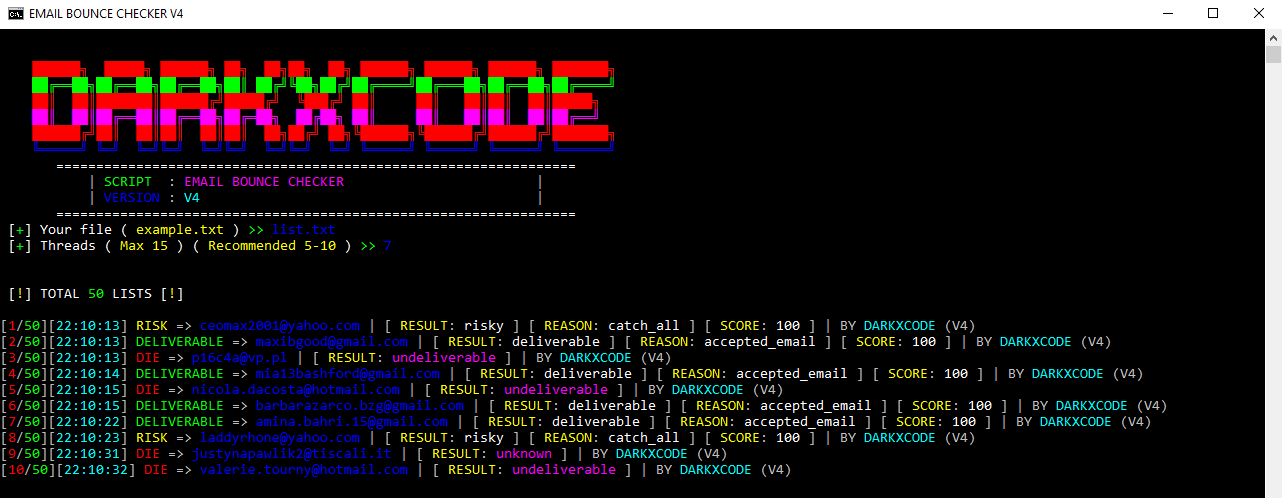 EMAIL BOUNCE CHECKER V4
DARKXCODE
===============================================================
| SCRIPT : EMAIL BOUNCE CHECKER |
| VERSION : V4 |
===============================================================
[+] Your file ( example.txt ) >> list.txt
[+] Threads ( Max 15 ) ( Recommended 5-10 ) >> 7
[!] TOTAL 50 LISTS [!]
[1/50][22:10:13] RISK => ceomax2001@yahoo.com | [ RESULT: risky ] [ REASON: catch_all ] [ SCORE: 100 ] | BY DARKXCODE (V4)
[2/50][22:10:13] DELIVERABLE => maxibgood@gmail.com | [ RESULT: deliverable ] [ REASON: accepted_email ] [ SCORE: 100 ] | BY DARKXCODE (V4)
[3/50][22:10:13] DIE => p16c4a@vp.pl | [ RESULT: undeliverable ] | BY DARKXCODE (V4)
[4/50][22:10:14] DELIVERABLE => mia13bashford@gmail.com | [ RESULT: deliverable ] [ REASON: accepted_email ] [ SCORE: 100 ] | BY DARKXCODE (V4)
[5/50][22:10:15] DIE => nicola.dacosta@hotmail.com | [ RESULT: undeliverable ] | BY DARKXCODE (V4)
[6/50][22:10:15] DELIVERABLE => barbarazarco.bzg@gmail.com | [ RESULT: deliverable ] [ REASON: accepted_email ] [ SCORE: 100 ] | BY DARKXCODE (V4)
[7/50][22:10:22] DELIVERABLE => amina.bahri.15@gmail.com | [ RESULT: deliverable ] [ REASON: accepted_email ] [ SCORE: 100 ] | BY DARKXCODE (V4)
[8/50][22:10:23] RISK => laddyrhone@yahoo.com | [ RESULT: risky ] [ REASON: catch_all ] [ SCORE: 100 ] | BY DARKXCODE (V4)
[9/50][22:10:31] DIE => justynapawlik2@tiscali.it | [ RESULT: unknown ] | BY DARKXCODE (V4)
[10/50][22:10:32] DIE => valerie.tourny@hotmail.com | [ RESULT: undeliverable ] | BY DARKXCODE (V4)